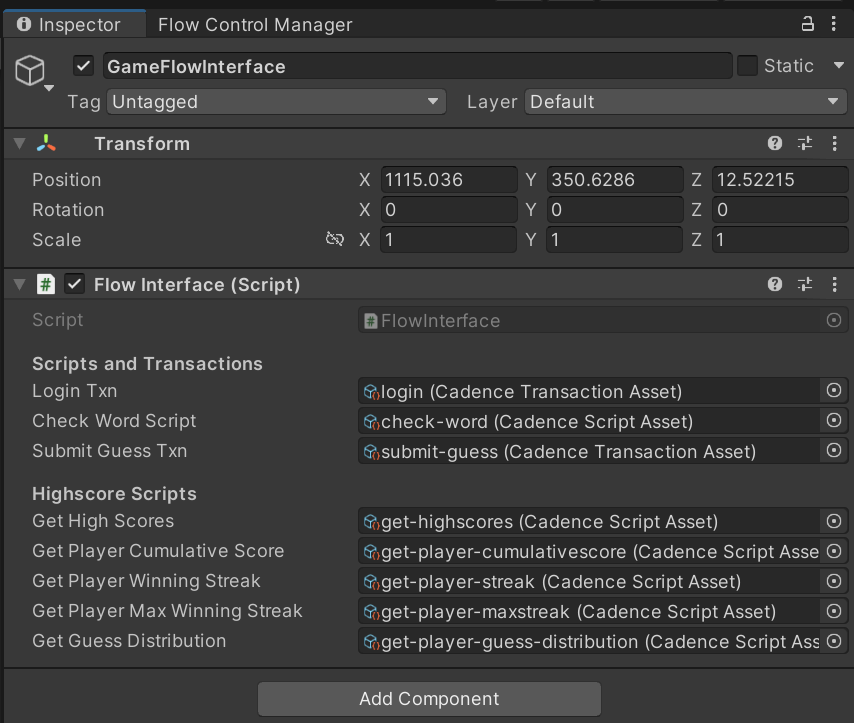 Inspector Flow Control Manager
GameFlowInterface Static
Tag Untagged Layer Default
Transform
Position X 1115.036 Y 350.6286 Z 12.52215
Rotation X 0 Y 0 Z 0
Scale X 1 Y 1 Z 1
# Flow Interface (Script)
Script # FlowInterface
Scripts and Transactions
Login Txn login (Cadence Transaction Asset)
Check Word Script check-word (Cadence Script Asset)
Submit Guess Txn submit-guess (Cadence Transaction Asset)
Highscore Scripts
Get High Scores get-highscores (Cadence Script Asset)
Get Player Cumulative Score get-player-cumulativescore (Cadence Script Asse
Get Player Winning Streak get-player-streak (Cadence Script Asset)
Get Player Max Winning Streak get-player-maxstreak (Cadence Script Asset)
Get Guess Distribution get-player-guess-distribution (Cadence Script Ass
Add Component